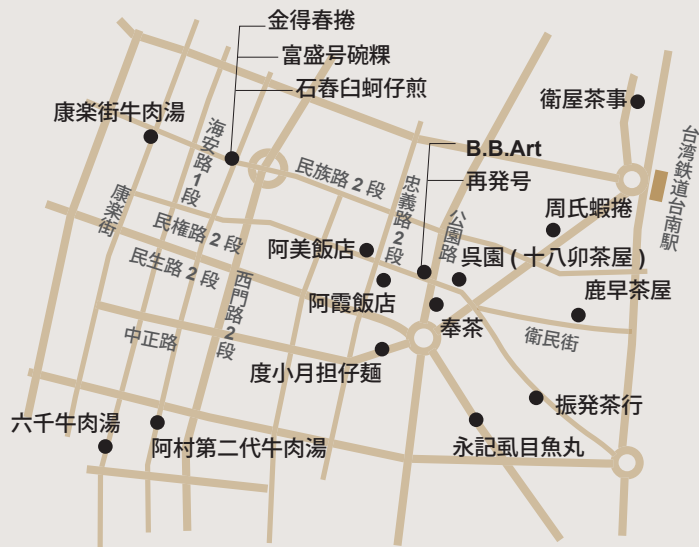 金得春捲
富盛号碗粿
石舂臼蚵仔煎
康楽街牛肉湯
衛屋茶事
海安路1段
台湾鉄道台南駅
B.B.Art
再発号
民族路2段
忠義路2段
公園路
康楽街
民権路2段
周氏蝦捲
阿美飯店
呉園 ( 十八卯茶屋 )
民生路2段
西門路2段
阿霞飯店
鹿早茶屋
奉茶
衛民街
中正路
度小月担仔麺
振発茶行
六千牛肉湯
阿村第二代牛肉湯
永記虱目魚丸